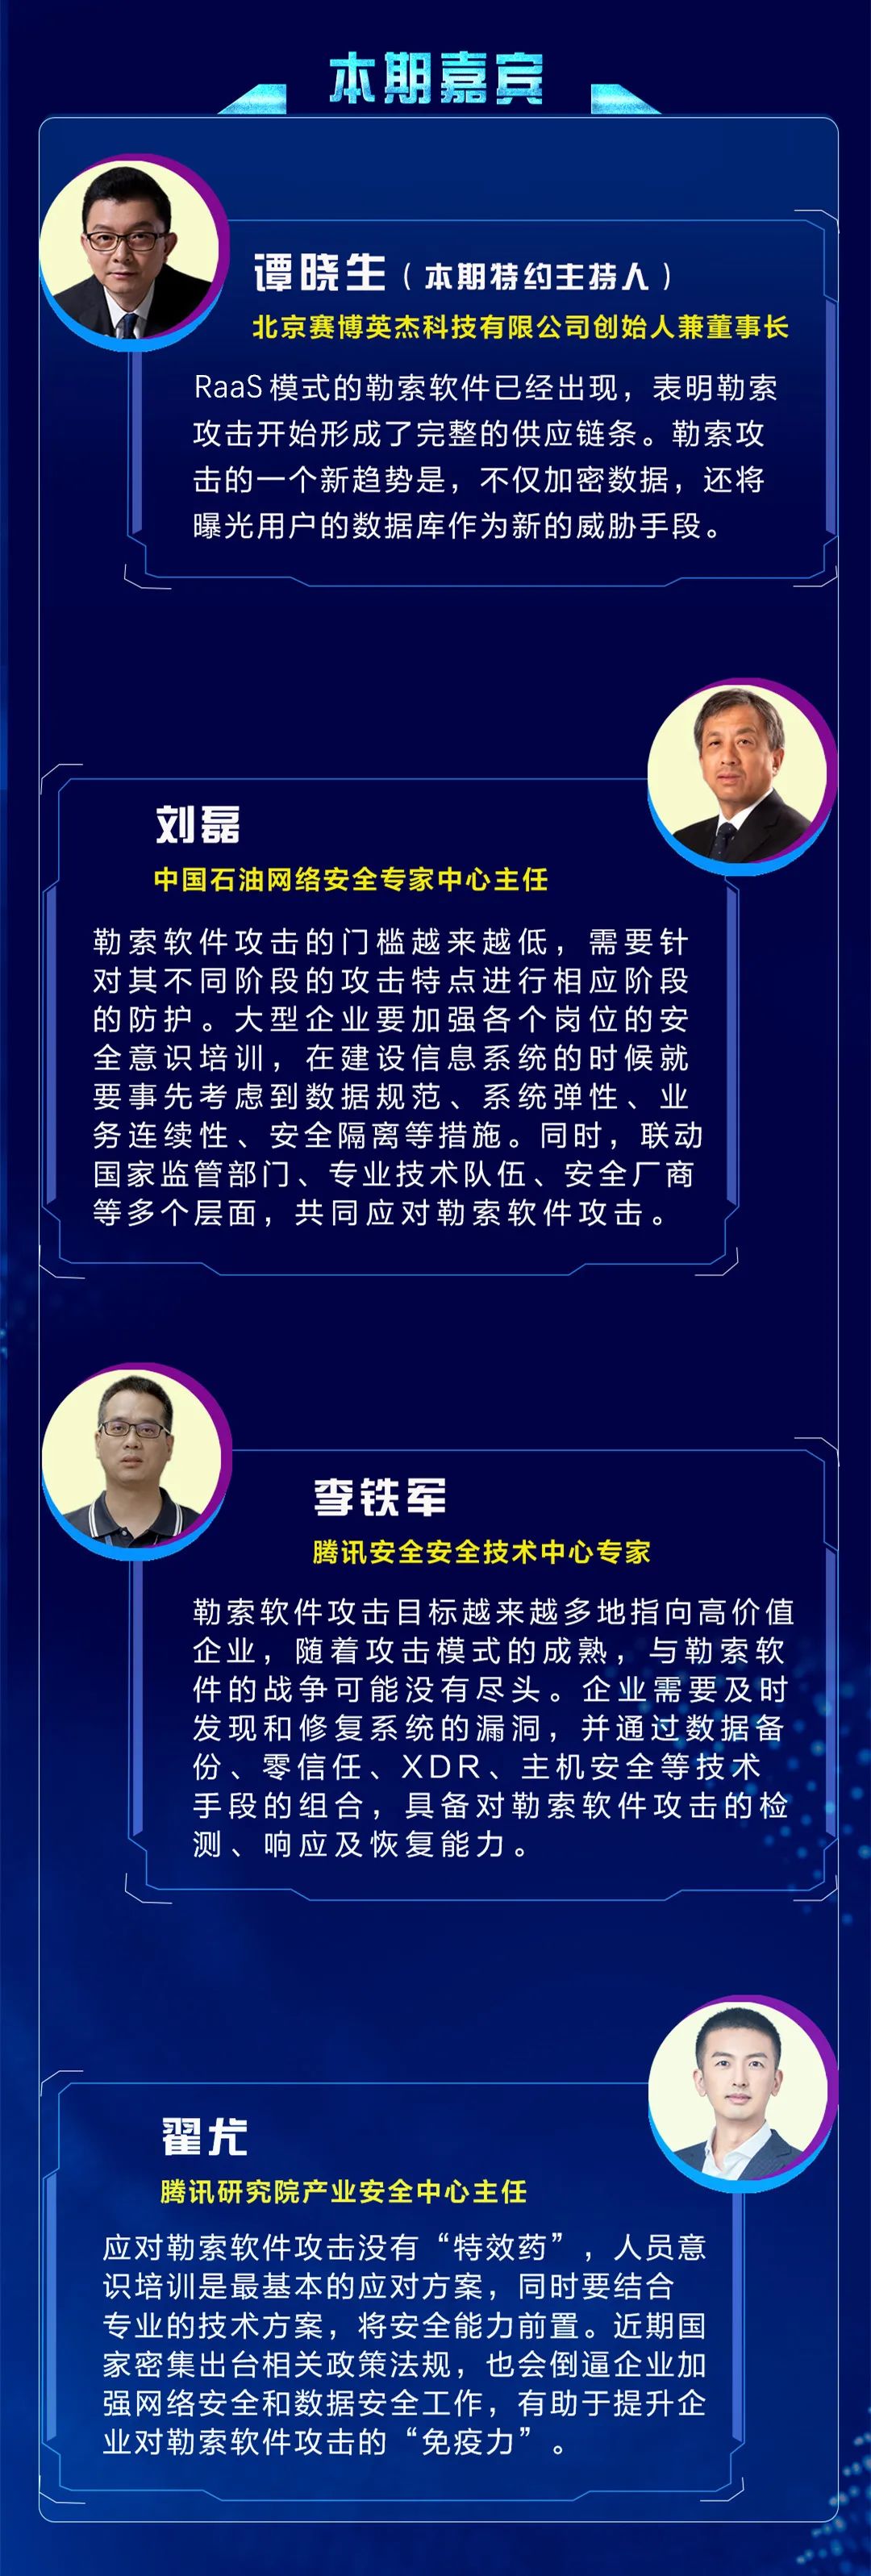 本期嘉宾
谭晓生（本期特约主持人）
北京赛博英杰科技有限公司创始人兼董事长
RaaS模式的勒索软件已经出现，表明勒索
攻击开始形成了完整的供应链条。勒索攻
击的一个新趋势是，不仅加密数据，还将
曝光用户的数据库作为新的威胁手段。
刘磊
中国石油网络安全专家中心主任
勒索软件攻击的门槛越来越低，需要针
对其不同阶段的攻击特点进行相应阶段
的防护。大型企业要加强各个岗位的安
全意识培训，在建设信息系统的时候就
要事先考虑到数据规范、系统弹性、业
务连续性、安全隔离等措施。同时，联动
国家监管部门、专业技术队伍、安全厂商
等多个层面，共同应对勒索软件攻击。
李铁军
腾讯安全安全技术中心专家
勒索软件攻击目标越来越多地指向高价值
企业，随着攻击模式的成熟，与勒索软
件的战争可能没有尽头。企业需要及时
发现和修复系统的漏洞，并通过数据备
份、零信任、XDR、主机安全等技术
手段的组合，具备对勒索软件攻击的检
测、响应及恢复能力。
翟尤
腾讯研究院产业安全中心主任
应对勒索软件攻击没有“特效药”，人员意
识培训是最基本的应对方案，同时要结合
专业的技术方案，将安全能力前置。近期国
家密集出台相关政策法规，也会倒逼企业加
强网络安全和数据安全工作，有助于提升企
业对勒索软件攻击的“免疫力”。